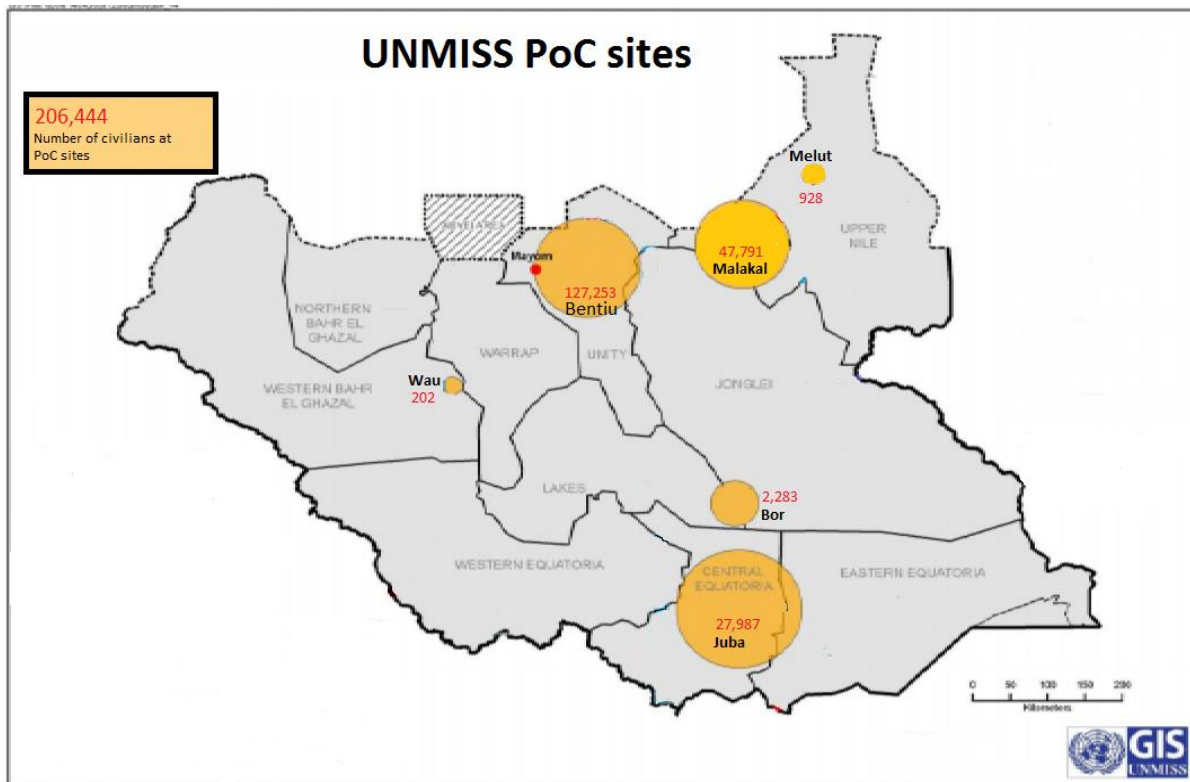 UNMISS PoC sites
206,444
Number of civilians at
PoC sites
Melut
928
UPPER
NILE
47,791
Malakal
Mayom
127,253
Bentiu
NORTHERN
BAHR EL
GHAZAL
WARRAP
UNITY
JONGLEI
Wau
202
WESTERN BAHR
EL GHAZAL
LAKES
2,283
Bor
WESTERN EQUATORIA
CENTRAL
EQUATORIA
EASTERN EQUATORIA
27,987
Juba
0 50 100 150 200
Kilometers
GIS
UNMISS